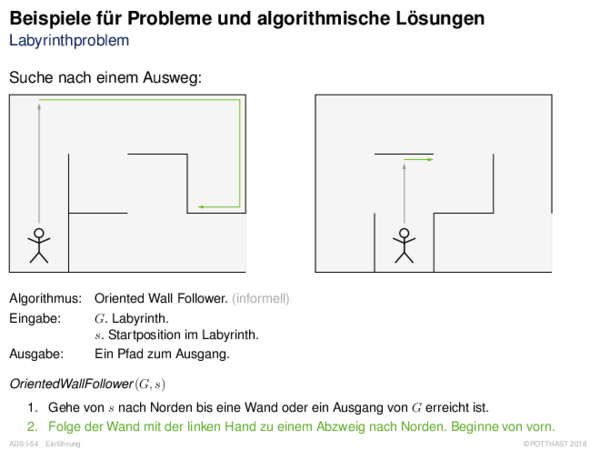 Beispiele für Probleme und algorithmische Lösungen
Labyrinthproblem
Suche nach einem Ausweg:
Algorithmus: Oriented Wall Follower. (informell)
Eingabe: G. Labyrinth.
s. Startposition im Labyrinth.
Ausgabe: Ein Pfad zum Ausgang.
OrientedWallFollower(G, s)
1. Gehe von s nach Norden bis eine Wand oder ein Ausgang von G erreicht ist.
2. Folge der Wand mit der linken Hand zu einem Abzweig nach Norden. Beginne von vorn.
ADS:I-54 Einführung ©POTTHAST 2018